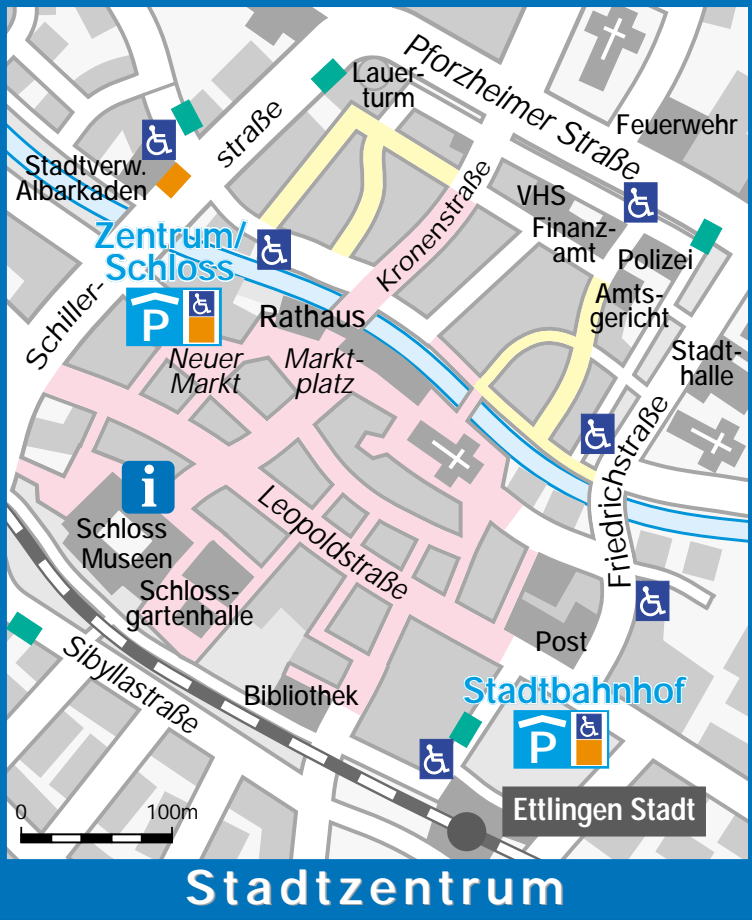 Pforzheimer Straße
Lauer-
turm
straße
Feuerwehr
Stadtverw.
Albarkaden
Kronenstraße
VHS
Finanz-
amt
Zentrum/
Schloss
Polizei
Amts-
gericht
Schiller-
P
Rathaus
Neuer
Markt
Markt-
platz
Stadt-
halle
i
Leopoldstraße
Friedrichstraße
Schloss
Museen
Schloss-
gartenhalle
Post
Sibyllastraße
Bibliothek
Stadtbahnhof
P
Ettlingen Stadt
0 100m
Stadtzentrum